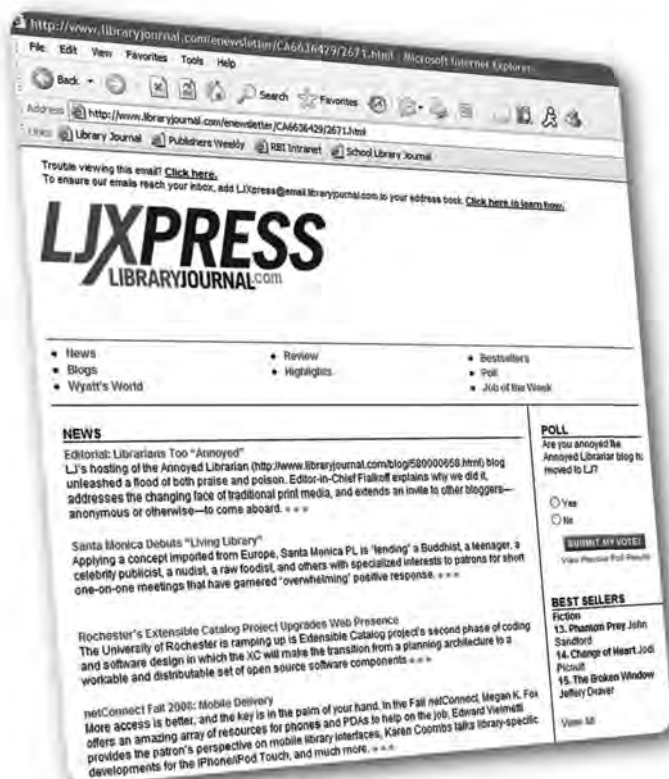 http://www.libraryjournal.com/enewsletter/CA6636429/2671.html - Microsoft Internet Explorer
File Edit View Favorites Tools Help
Back Search Favorites
Address http://www.libraryjournal.com/enewsletter/CA6636429/2671.html
Links Library Journal Publishers Weekly RBI Intranet School Library Journal
Trouble viewing this email? Click here.
To ensure our emails reach your inbox, add LJXpress@email.libraryjournal.com to your address book. Click here to learn how.
LJXPRESS
LIBRARYJOURNAL.com
• News
• Blogs
• Wyatt's World
• Review
• Highlights
• Bestsellers
• Poll
• Job of the Week
NEWS
Editorial: Librarians Too "Annoyed"
LJ's hosting of the Annoyed Librarian (http://www.libraryjournal.com/blog/580000658.html) blog
unleashed a flood of both praise and poison. Editor-in-Chief Fialkoff explains why we did it,
addresses the changing face of traditional print media, and extends an invite to other bloggers—
anonymous or otherwise—to come aboard.
Santa Monica Debuts "Living Library"
Applying a concept imported from Europe, Santa Monica PL is 'lending' a Buddhist, a teenager, a
celebrity publicist, a nudist, a raw foodist, and others with specialized interests to patrons for short
one-on-one meetings that have garnered 'overwhelming' positive response.
Rochester's Extensible Catalog Project Upgrades Web Presence
The University of Rochester is ramping up is Edensible Catalog project's second phase of coding
and software design in which the XC will make the transition from a planning architecture to a
workable and distributable set of open source software components
netConnect Fall 2008: Mobile Delivery
More access is better, and the key is in the palm of your hand. In the Fall netConnect, Megan K. Fox
offers an amazing array of resources for phones and PDAs to help on the job, Edward Vielmetti
provides the patron's perspective on mobile library interfaces, Karen Coombs talks library-specific
developments for the iPhone/iPod Touch, and much more.
POLL
Are you annoyed the
Annoyed Librarian blog h
moved to LJ?
Yes
No
SUBMIT MY VOTE!
View Previous Poll Results
BEST SELLERS
Fiction
13. Phantom Prey John
Sandford
14. Change of Heart Jodi
Picoult
15. The Broken Window
Jeffery Deaver
View All